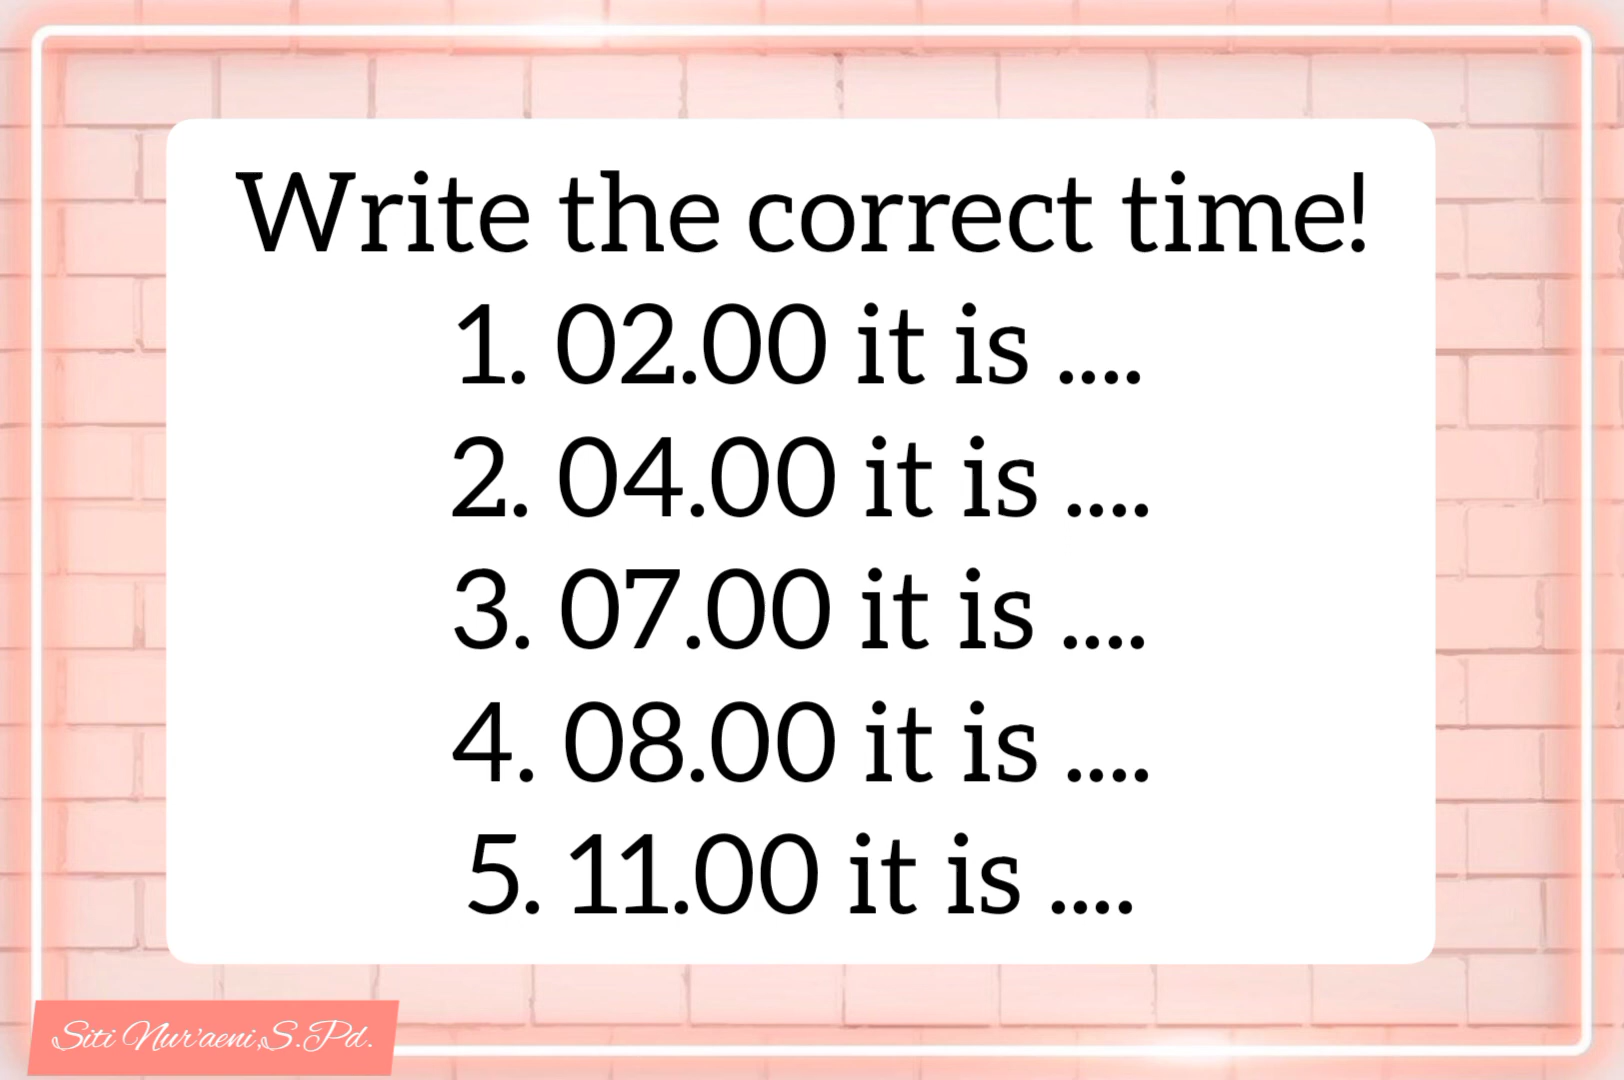 Write the correct time!
1. 02.00 it is ....
2. 04.00 it is ....
3. 07.00 it is ....
4. 08.00 it is ....
5. 11.00 it is ....
Siti Nur'aeni,S.Pd.